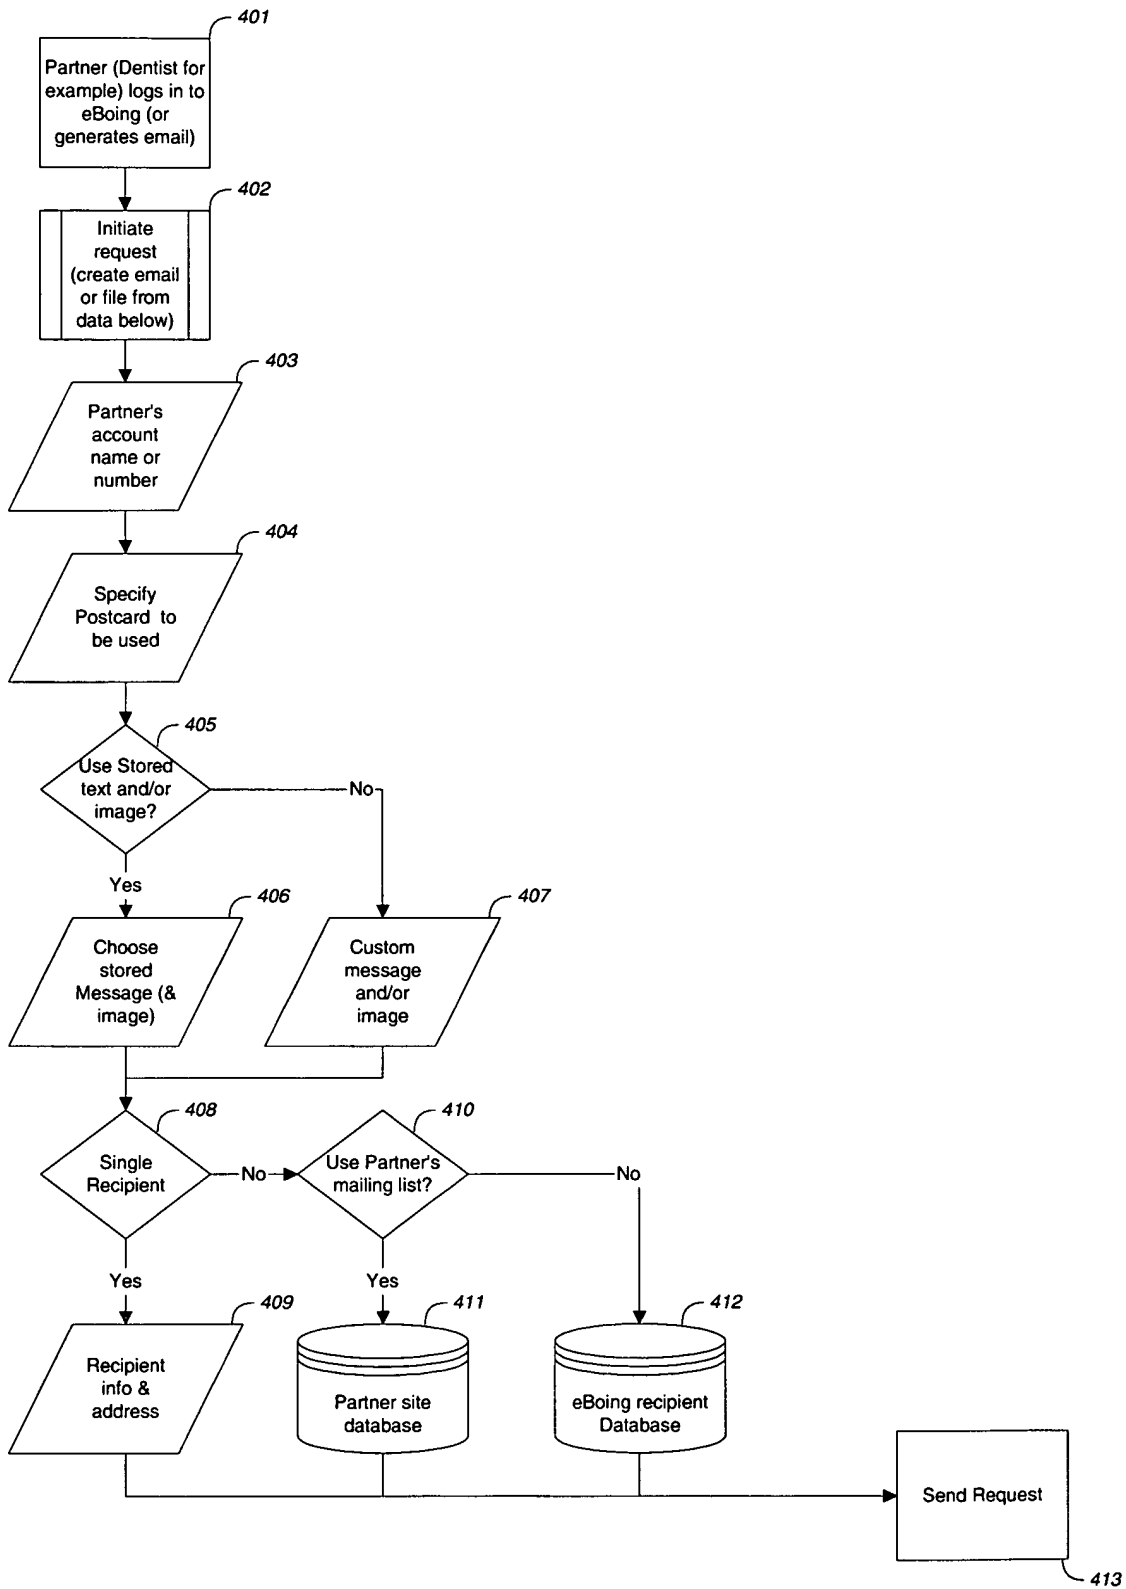 401
Partner (Dentist for
example) logs in to
eBoing (or
generates email)
402
Initiate
request
(create email
or file from
data below)
403
Partner's
account
name or
number
404
Specify
Postcard to
be used
405
Use Stored
text and/or
image?
No
Yes
406
Choose
stored
Message (&
image)
407
Custom
message
and/or
image
408
Single
Recipient
No
410
Use Partner's
mailing list?
No
Yes
Yes
409
Recipient
info &
address
411
Partner site
database
412
eBoing recipient
Database
Send Request
413